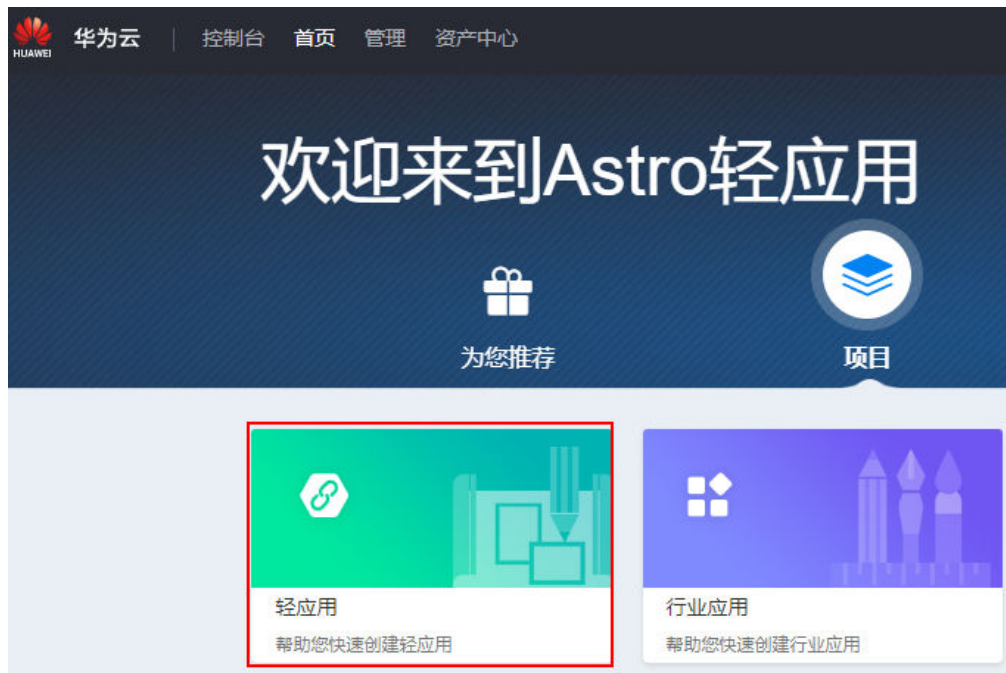 HUAWEI 华为云 控制台 首页 管理 资产中心
欢迎来到Astro轻应用
为您推荐 项目
轻应用 行业应用
帮助您快速创建轻应用 帮助您快速创建行业应用